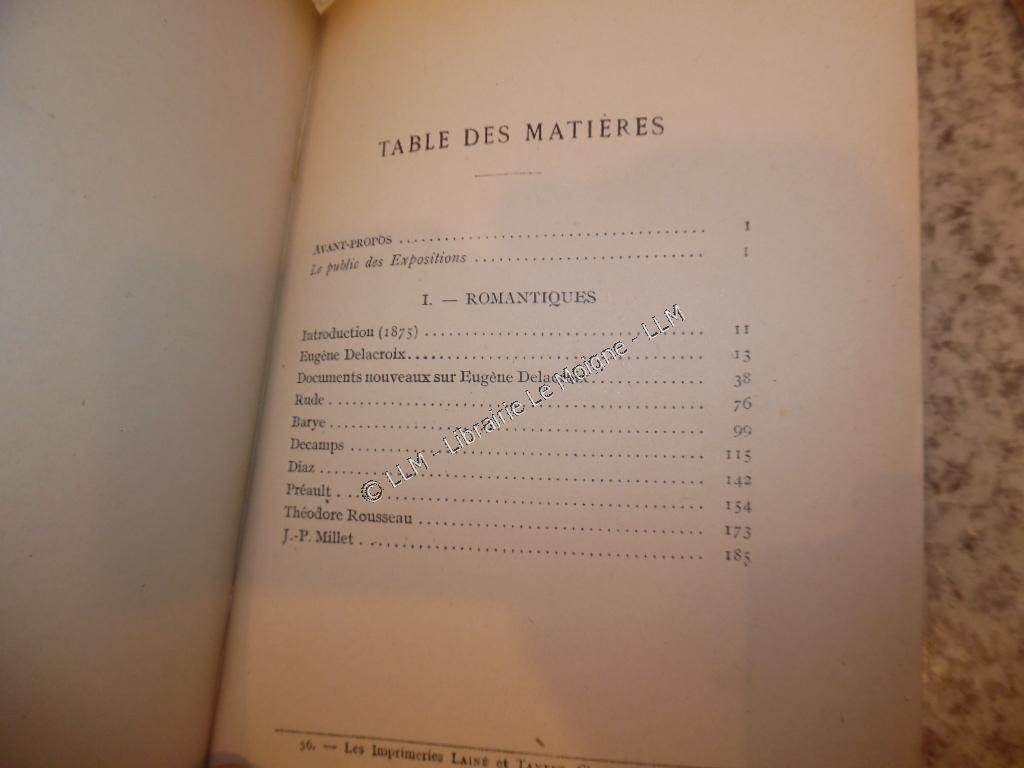 TABLE DES MATIÈRES
AVANT-PROPOS ........ I
Le public des Expositions ........ 1
I. — ROMANTIQUES
Introduction (1875) ........ 11
Eugène Delacroix ........ 13
Documents nouveaux sur Eugène Delacroix ........ 38
Rude ........ 76
Barye ........ 99
Decamps ........ 115
Diaz ........ 142
Préault ........ 154
Théodore Rousseau ........ 173
J.-P. Millet ........ 185
© LLM - Librairie Le Moigne - LLM
56. — Les Imprimeries LAINÉ et